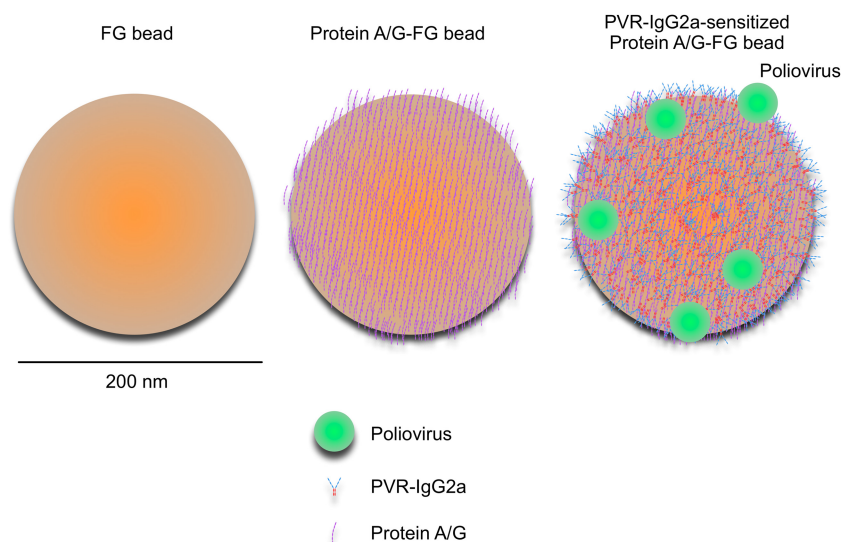 FG bead
Protein A/G-FG bead
PVR-IgG2a-sensitized
Protein A/G-FG bead
Poliovirus
200 nm
Poliovirus
PVR-IgG2a
Protein A/G